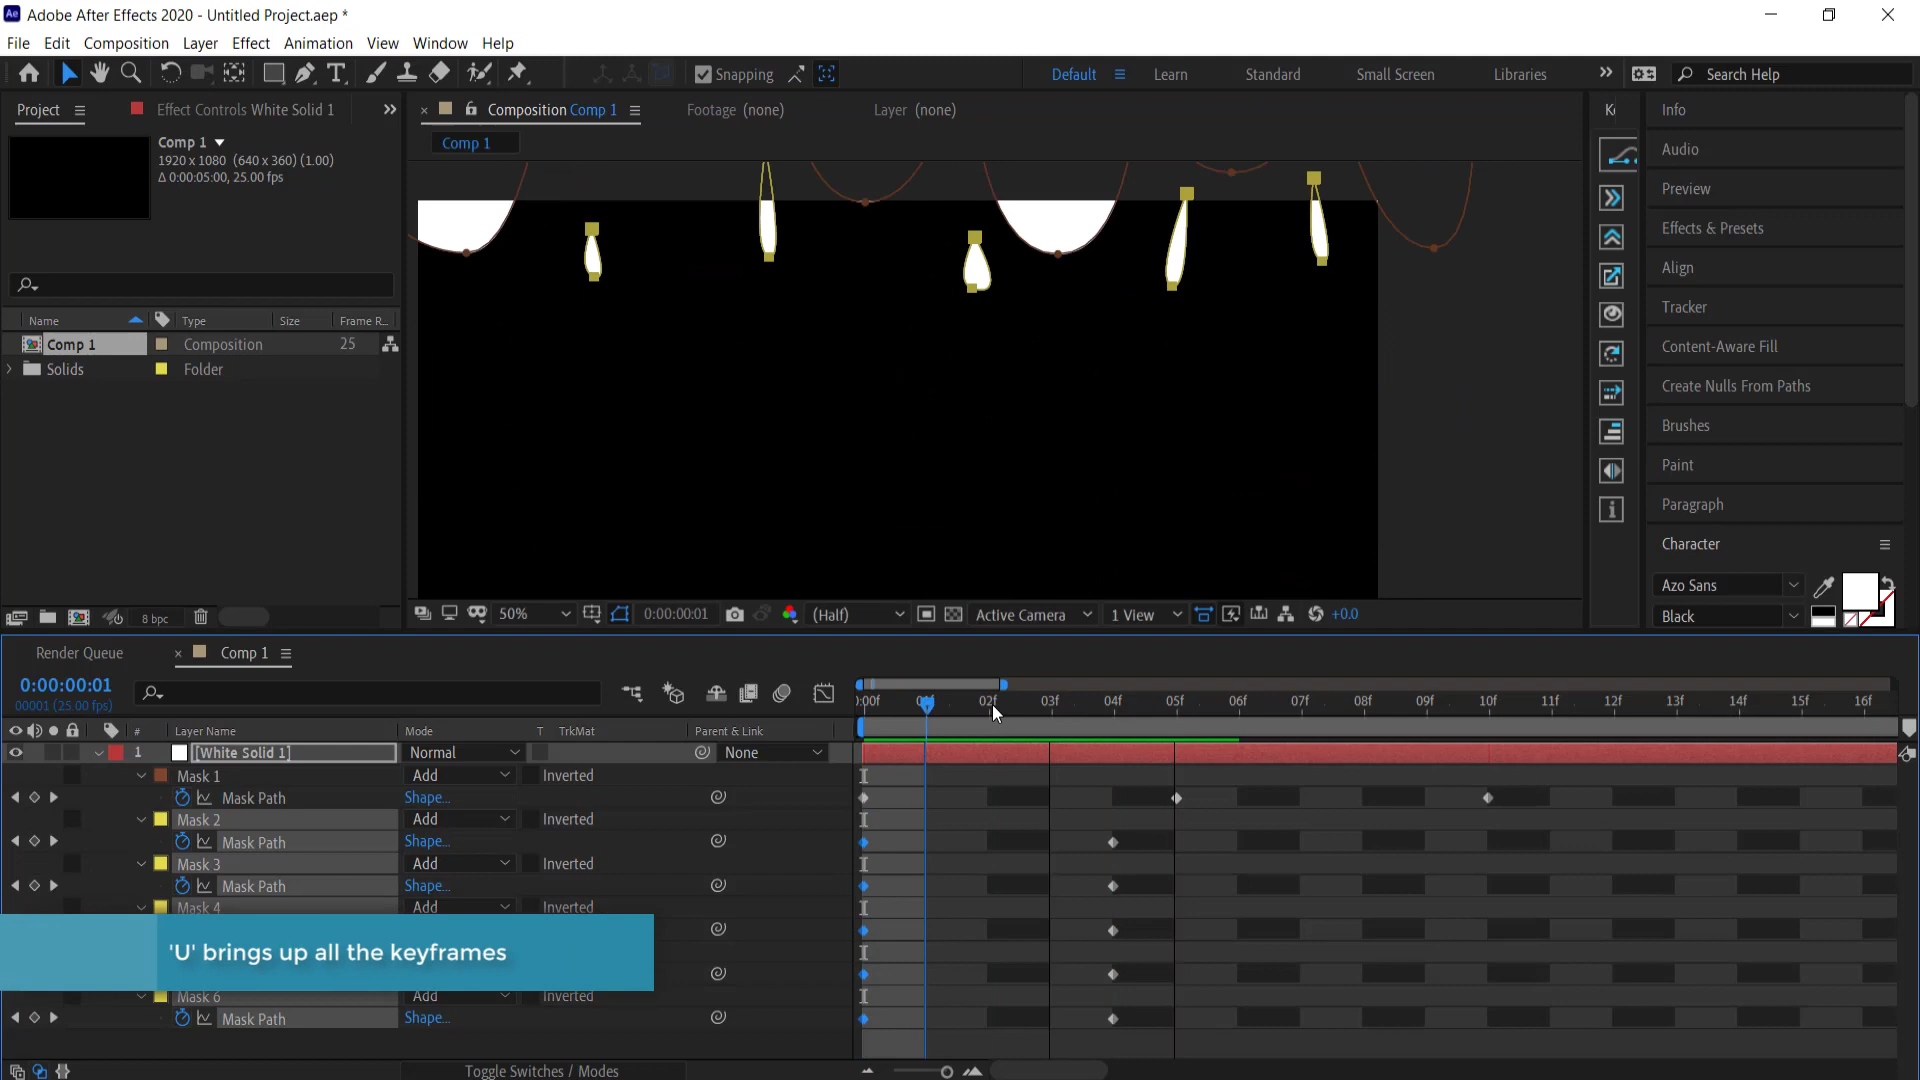 Adobe After Effects 2020 - Untitled Project.aep *
File Edit Composition Layer Effect Animation View Window Help
Snapping
Default Learn Standard Small Screen Libraries
Search Help
Project Effect Controls White Solid 1
Composition Comp 1 Footage (none) Layer (none)
Comp 1
Comp 1
1920 x 1080 (640 x 360) (1.00)
Δ 0:00:05:00, 25.00 fps
Name Type Size Frame R...
Comp 1 Composition 25
Solids Folder
8 bpc
50% 0:00:00:01 (Half) Active Camera 1 View +0.0
Info
Audio
Preview
Effects & Presets
Align
Tracker
Content-Aware Fill
Create Nulls From Paths
Brushes
Paint
Paragraph
Character
Azo Sans
Black
Render Queue Comp 1
0:00:00:01
00001 (25.00 fps)
:00f 02f 03f 04f 05f 06f 07f 08f 09f 10f 11f 12f 13f 14f 15f 16f
# Layer Name Mode T TrkMat Parent & Link
1 [White Solid 1] Normal None
Mask 1 Add Inverted
Mask Path Shape...
Mask 2 Add Inverted
Mask Path Shape...
Mask 3 Add Inverted
Mask Path Shape...
Mask 4 Add Inverted
'U' brings up all the keyframes
Mask 6 Add Inverted
Mask Path Shape...
Toggle Switches / Modes